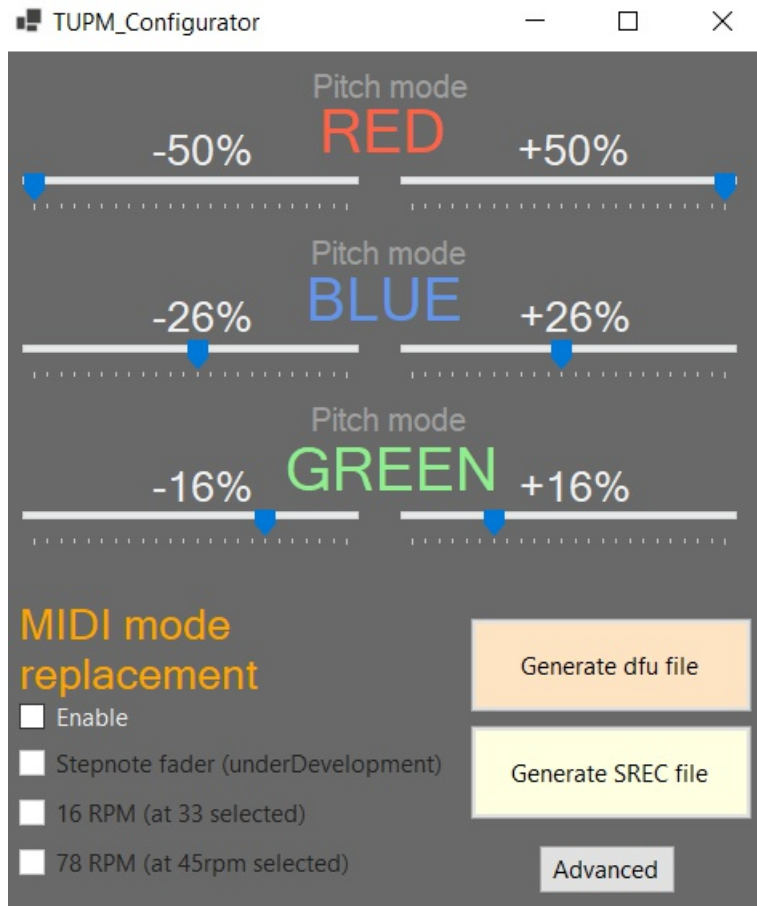 TUPM_Configurator
Pitch mode
RED
-50% +50%
Pitch mode
BLUE
-26% +26%
Pitch mode
GREEN
-16% +16%
MIDI mode
replacement
Enable
Stepnote fader (underDevelopment)
16 RPM (at 33 selected)
78 RPM (at 45rpm selected)
Generate dfu file
Generate SREC file
Advanced